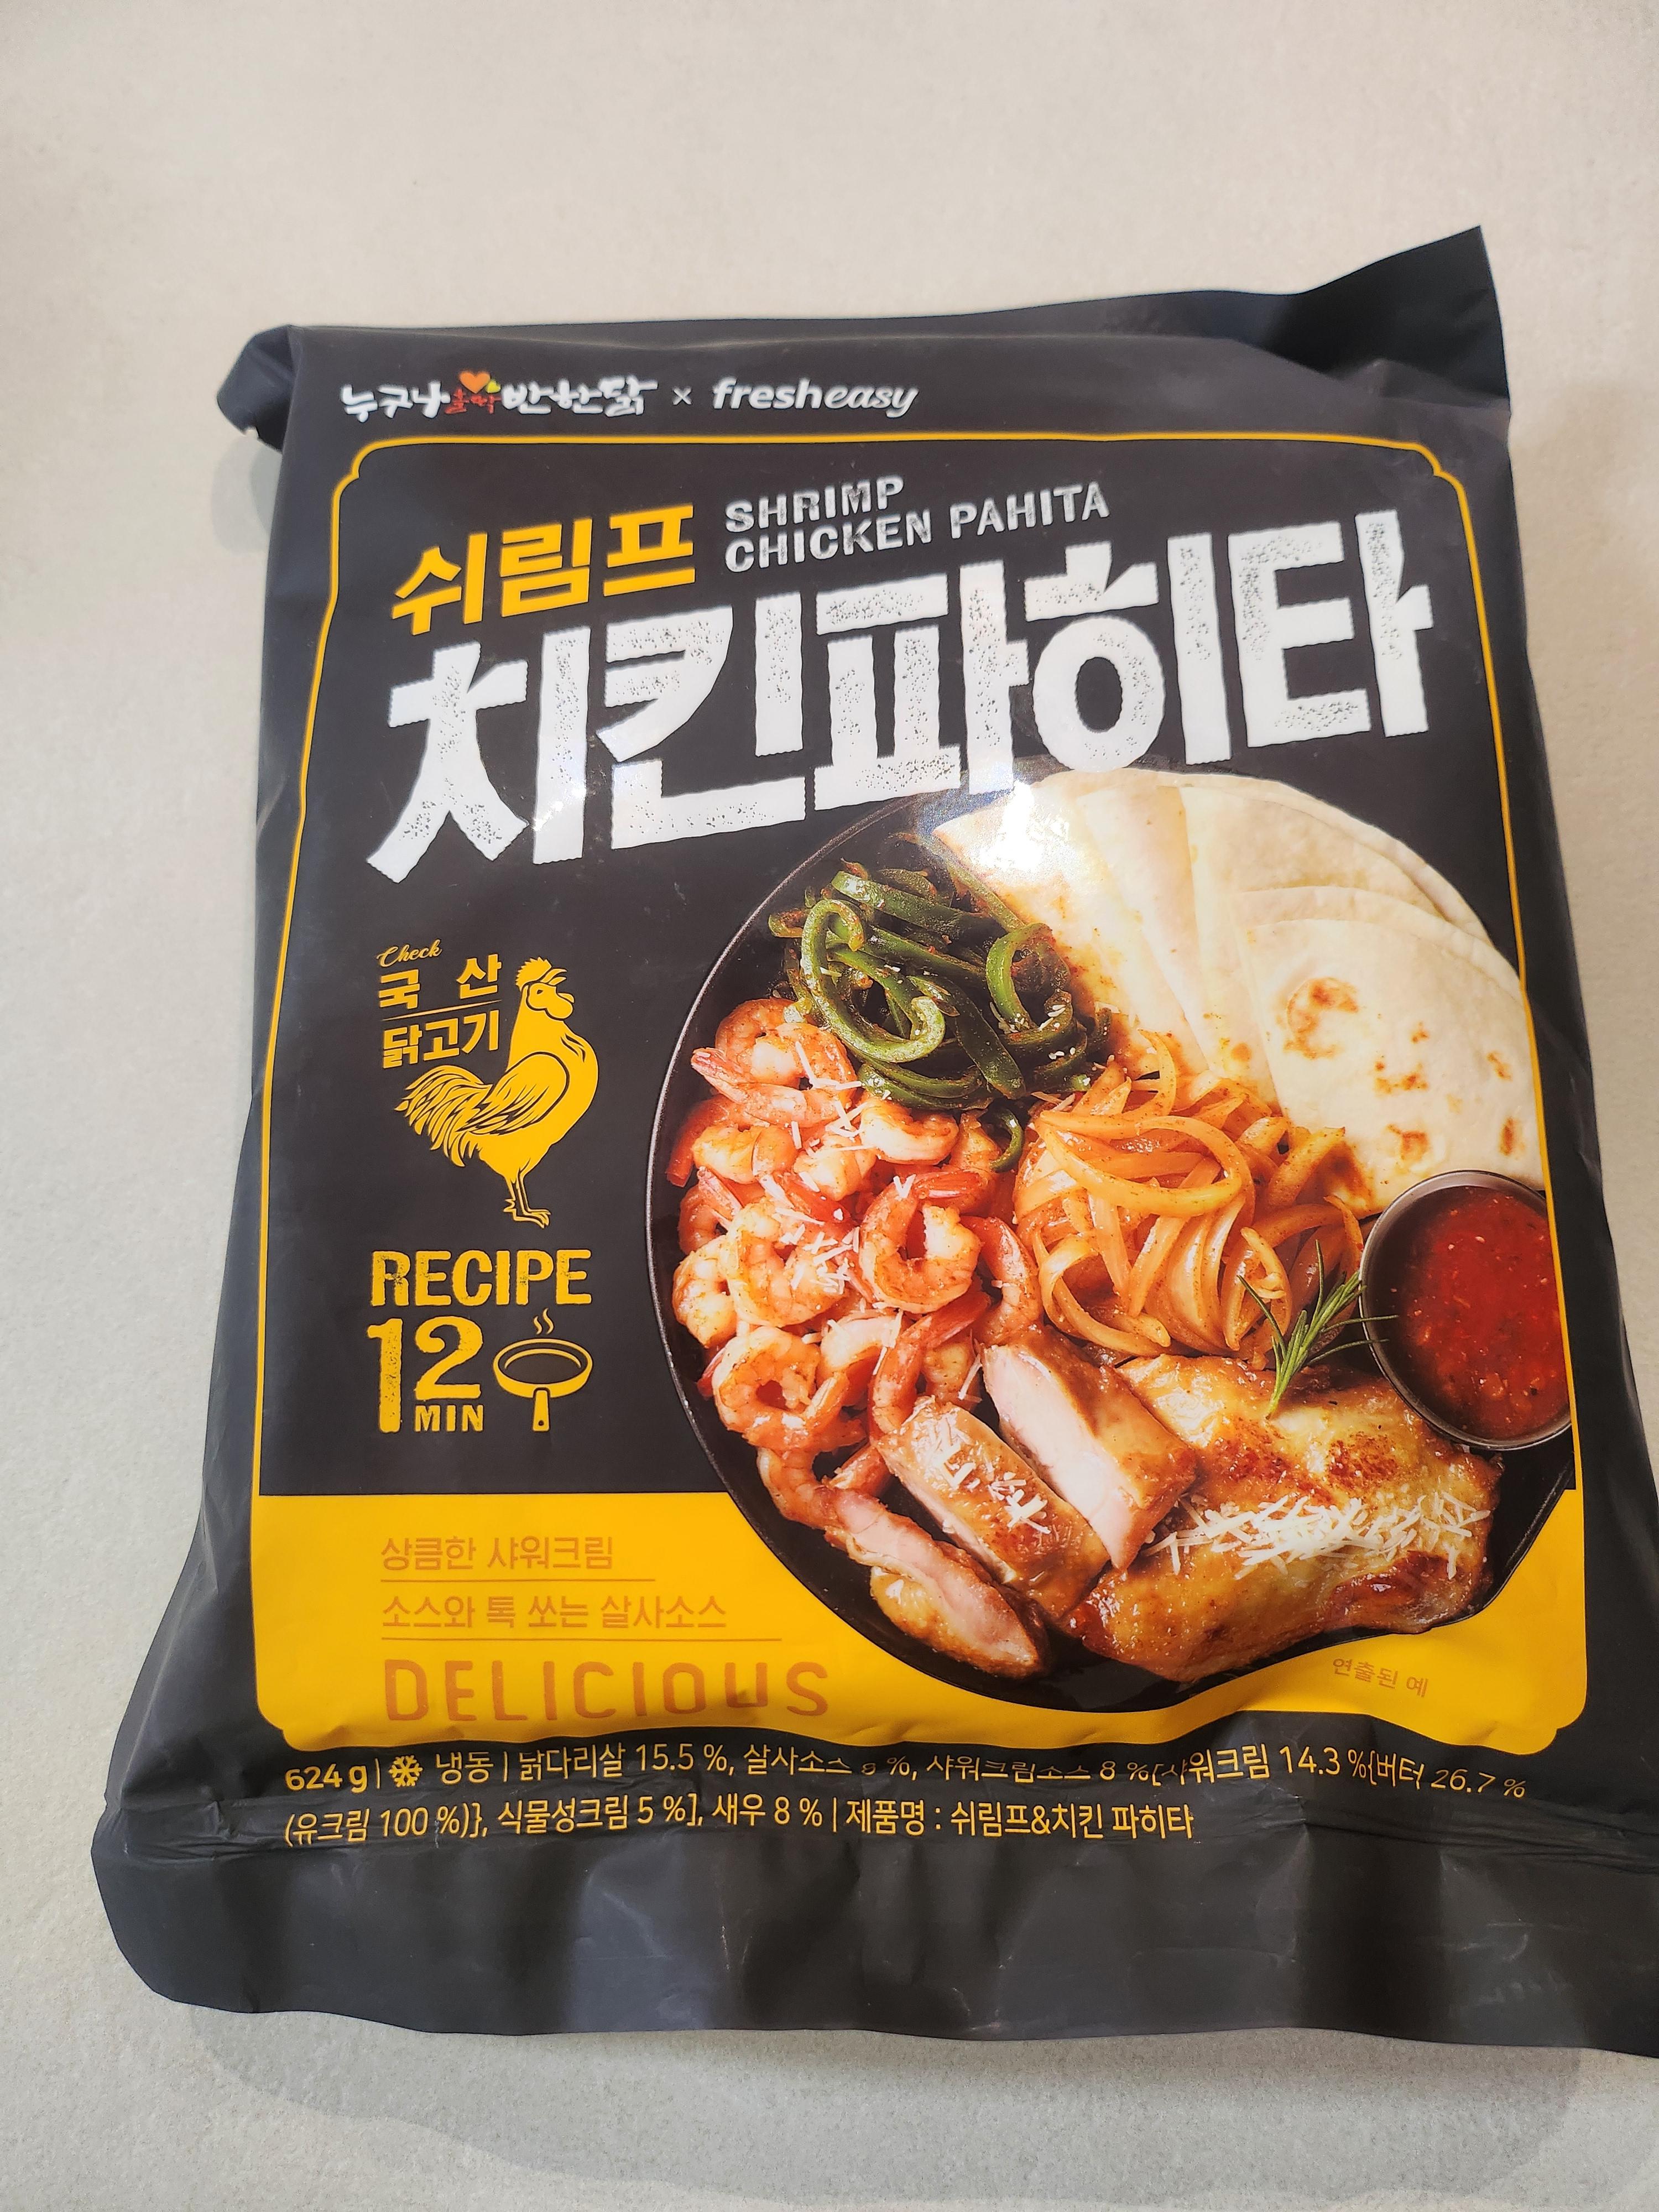 누구나 홀딱 반한닭 × fresheasy
쉬림프 SHRIMP
CHICKEN PAHITA
치킨파히타
Check
국산
닭고기
RECIPE
12
MIN
상큼한 샤워크림
소스와 톡 쏘는 살사소스
DELICIOUS
연출된 예
624 g | 냉동 | 닭다리살 15.5 %, 살사소스 %, 샤워크림소스 8 %[샤워크림 14.3 %{버터 26.7 %
(유크림 100 %)}, 식물성크림 5 %], 새우 8 % | 제품명 : 쉬림프&치킨 파히타